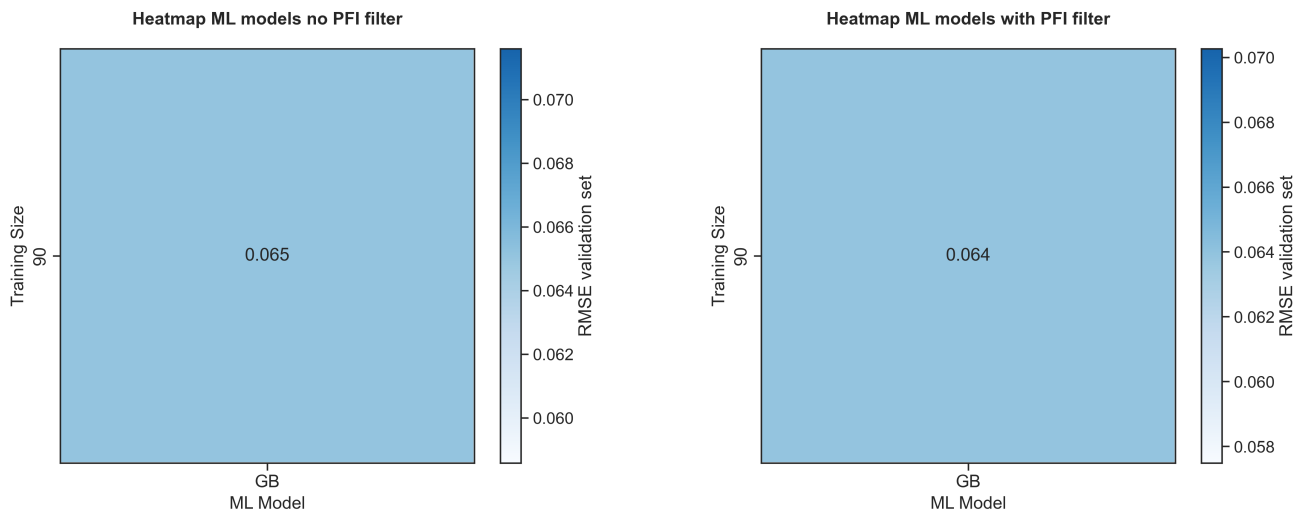 Heatmap ML models no PFI filter
Training Size
90
0.065
GB
ML Model
0.070
0.068
0.066
0.064
0.062
0.060
RMSE validation set
Heatmap ML models with PFI filter
Training Size
90
0.064
GB
ML Model
0.070
0.068
0.066
0.064
0.062
0.060
0.058
RMSE validation set